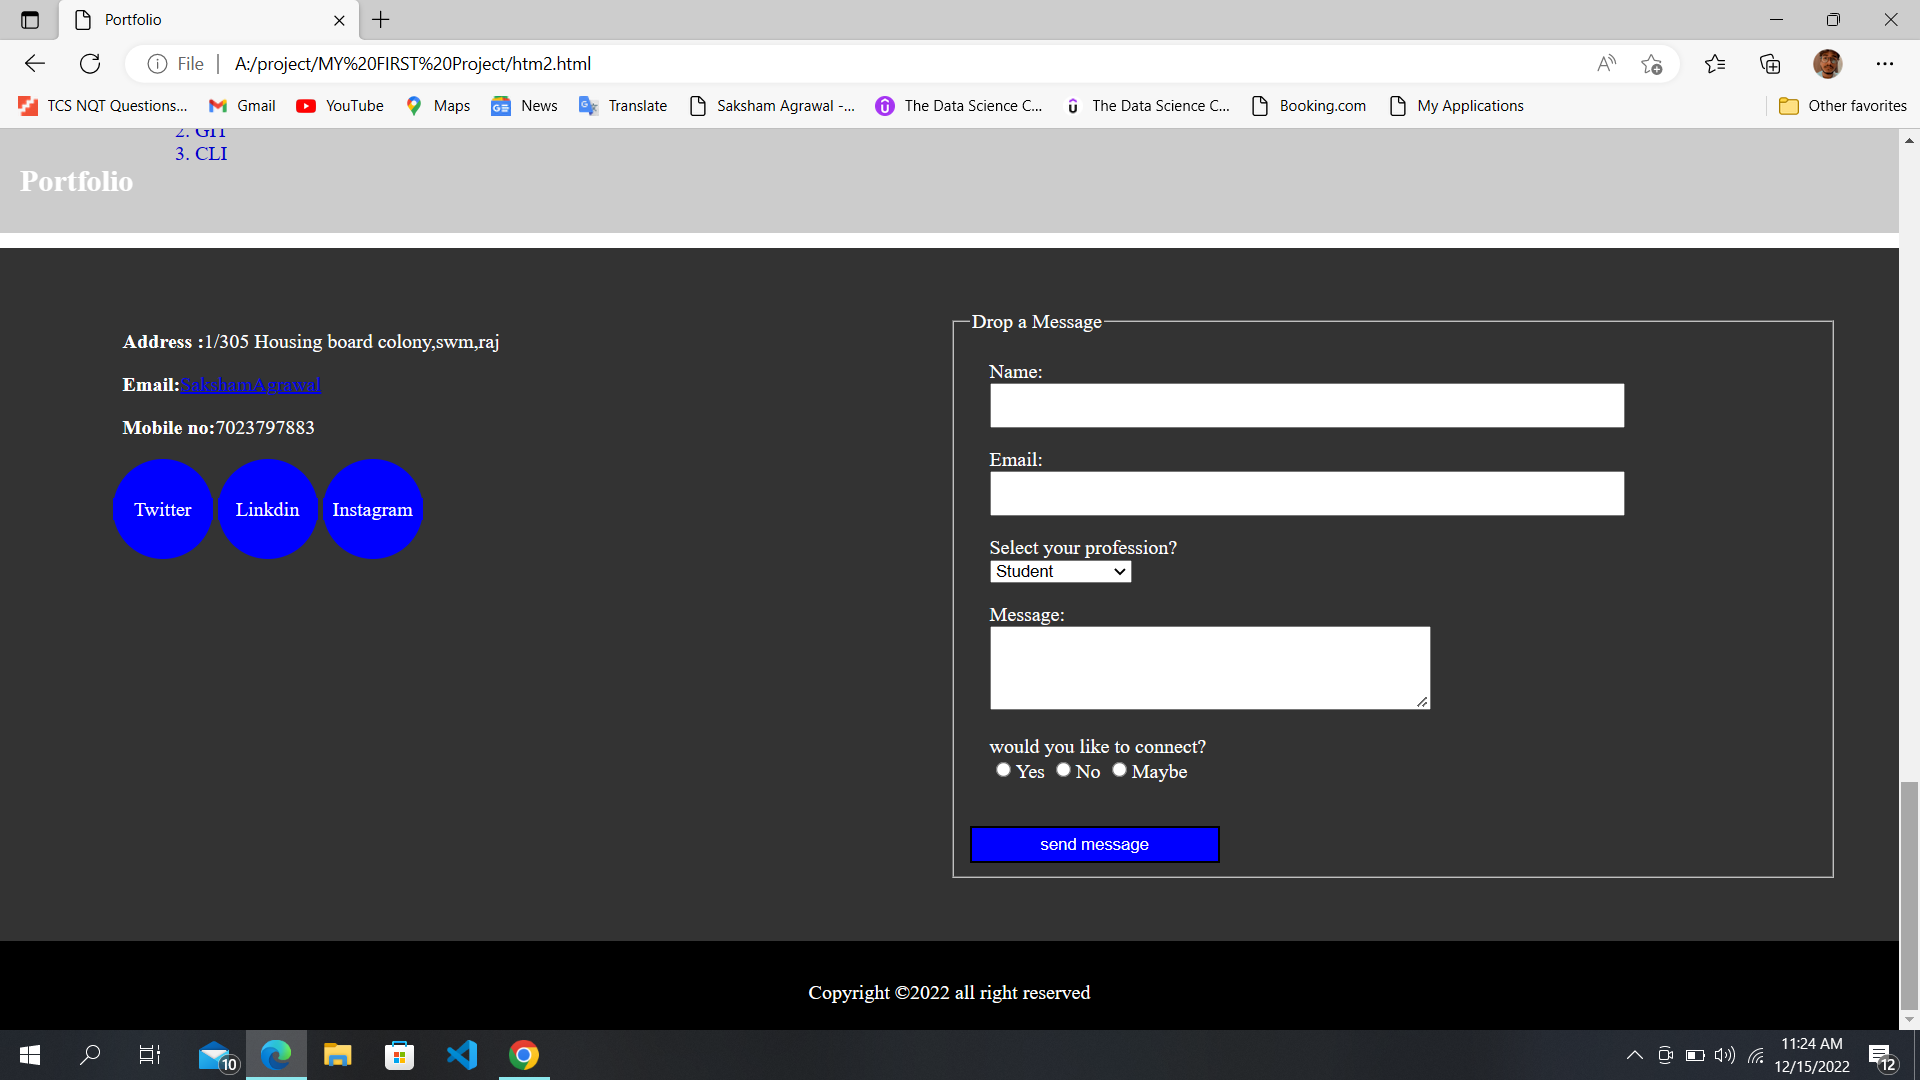 Portfolio
File
A:/project/MY%20FIRST%20Project/htm2.html
TCS NQT Questions...
Gmail
YouTube
Maps
News
Translate
Saksham Agrawal -...
The Data Science C...
The Data Science C...
Booking.com
My Applications
Other favorites
2. GIT
3. CLI
Portfolio
Address :1/305 Housing board colony,swm,raj
Email:SakshamAgrawal
Mobile no:7023797883
Twitter
Linkdin
Instagram
Drop a Message
Name:
Email:
Select your profession?
Student
Message:
would you like to connect?
Yes No Maybe
send message
Copyright ©2022 all right reserved
10
11:24 AM
12/15/2022
12